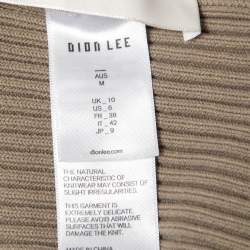 DION LEE
AUS
M
UK _ 10
US _ 6
FR _ 38
IT _ 42
JP _ 9
dionlee.com
THE NATURAL
CHARACTERISTIC OF
KNITWEAR MAY CONSIST OF
SLIGHT IRREGULARITIES.
THIS GARMENT IS
EXTREMELY DELICATE.
PLEASE AVOID ABRASIVE
SURFACES THAT WILL
DAMAGE THE KNIT.
MADE IN CHINA